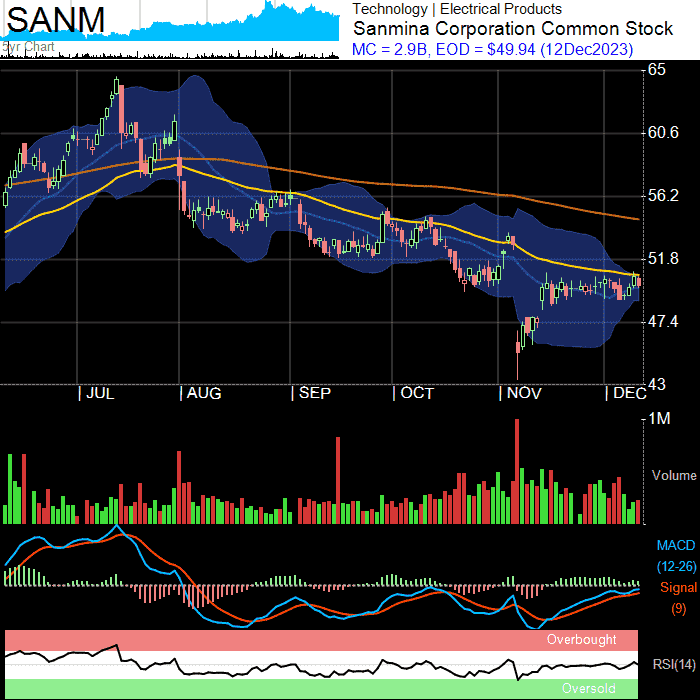 SANM
5yr Chart
Technology | Electrical Products
Sanmina Corporation Common Stock
MC = 2.9B, EOD = $49.94 (12Dec2023)
65
60.6
56.2
51.8
47.4
43
JUL AUG SEP OCT NOV DEC
1M
Volume
MACD
(12-26)
Signal
(9)
Overbought
RSI(14)
Oversold